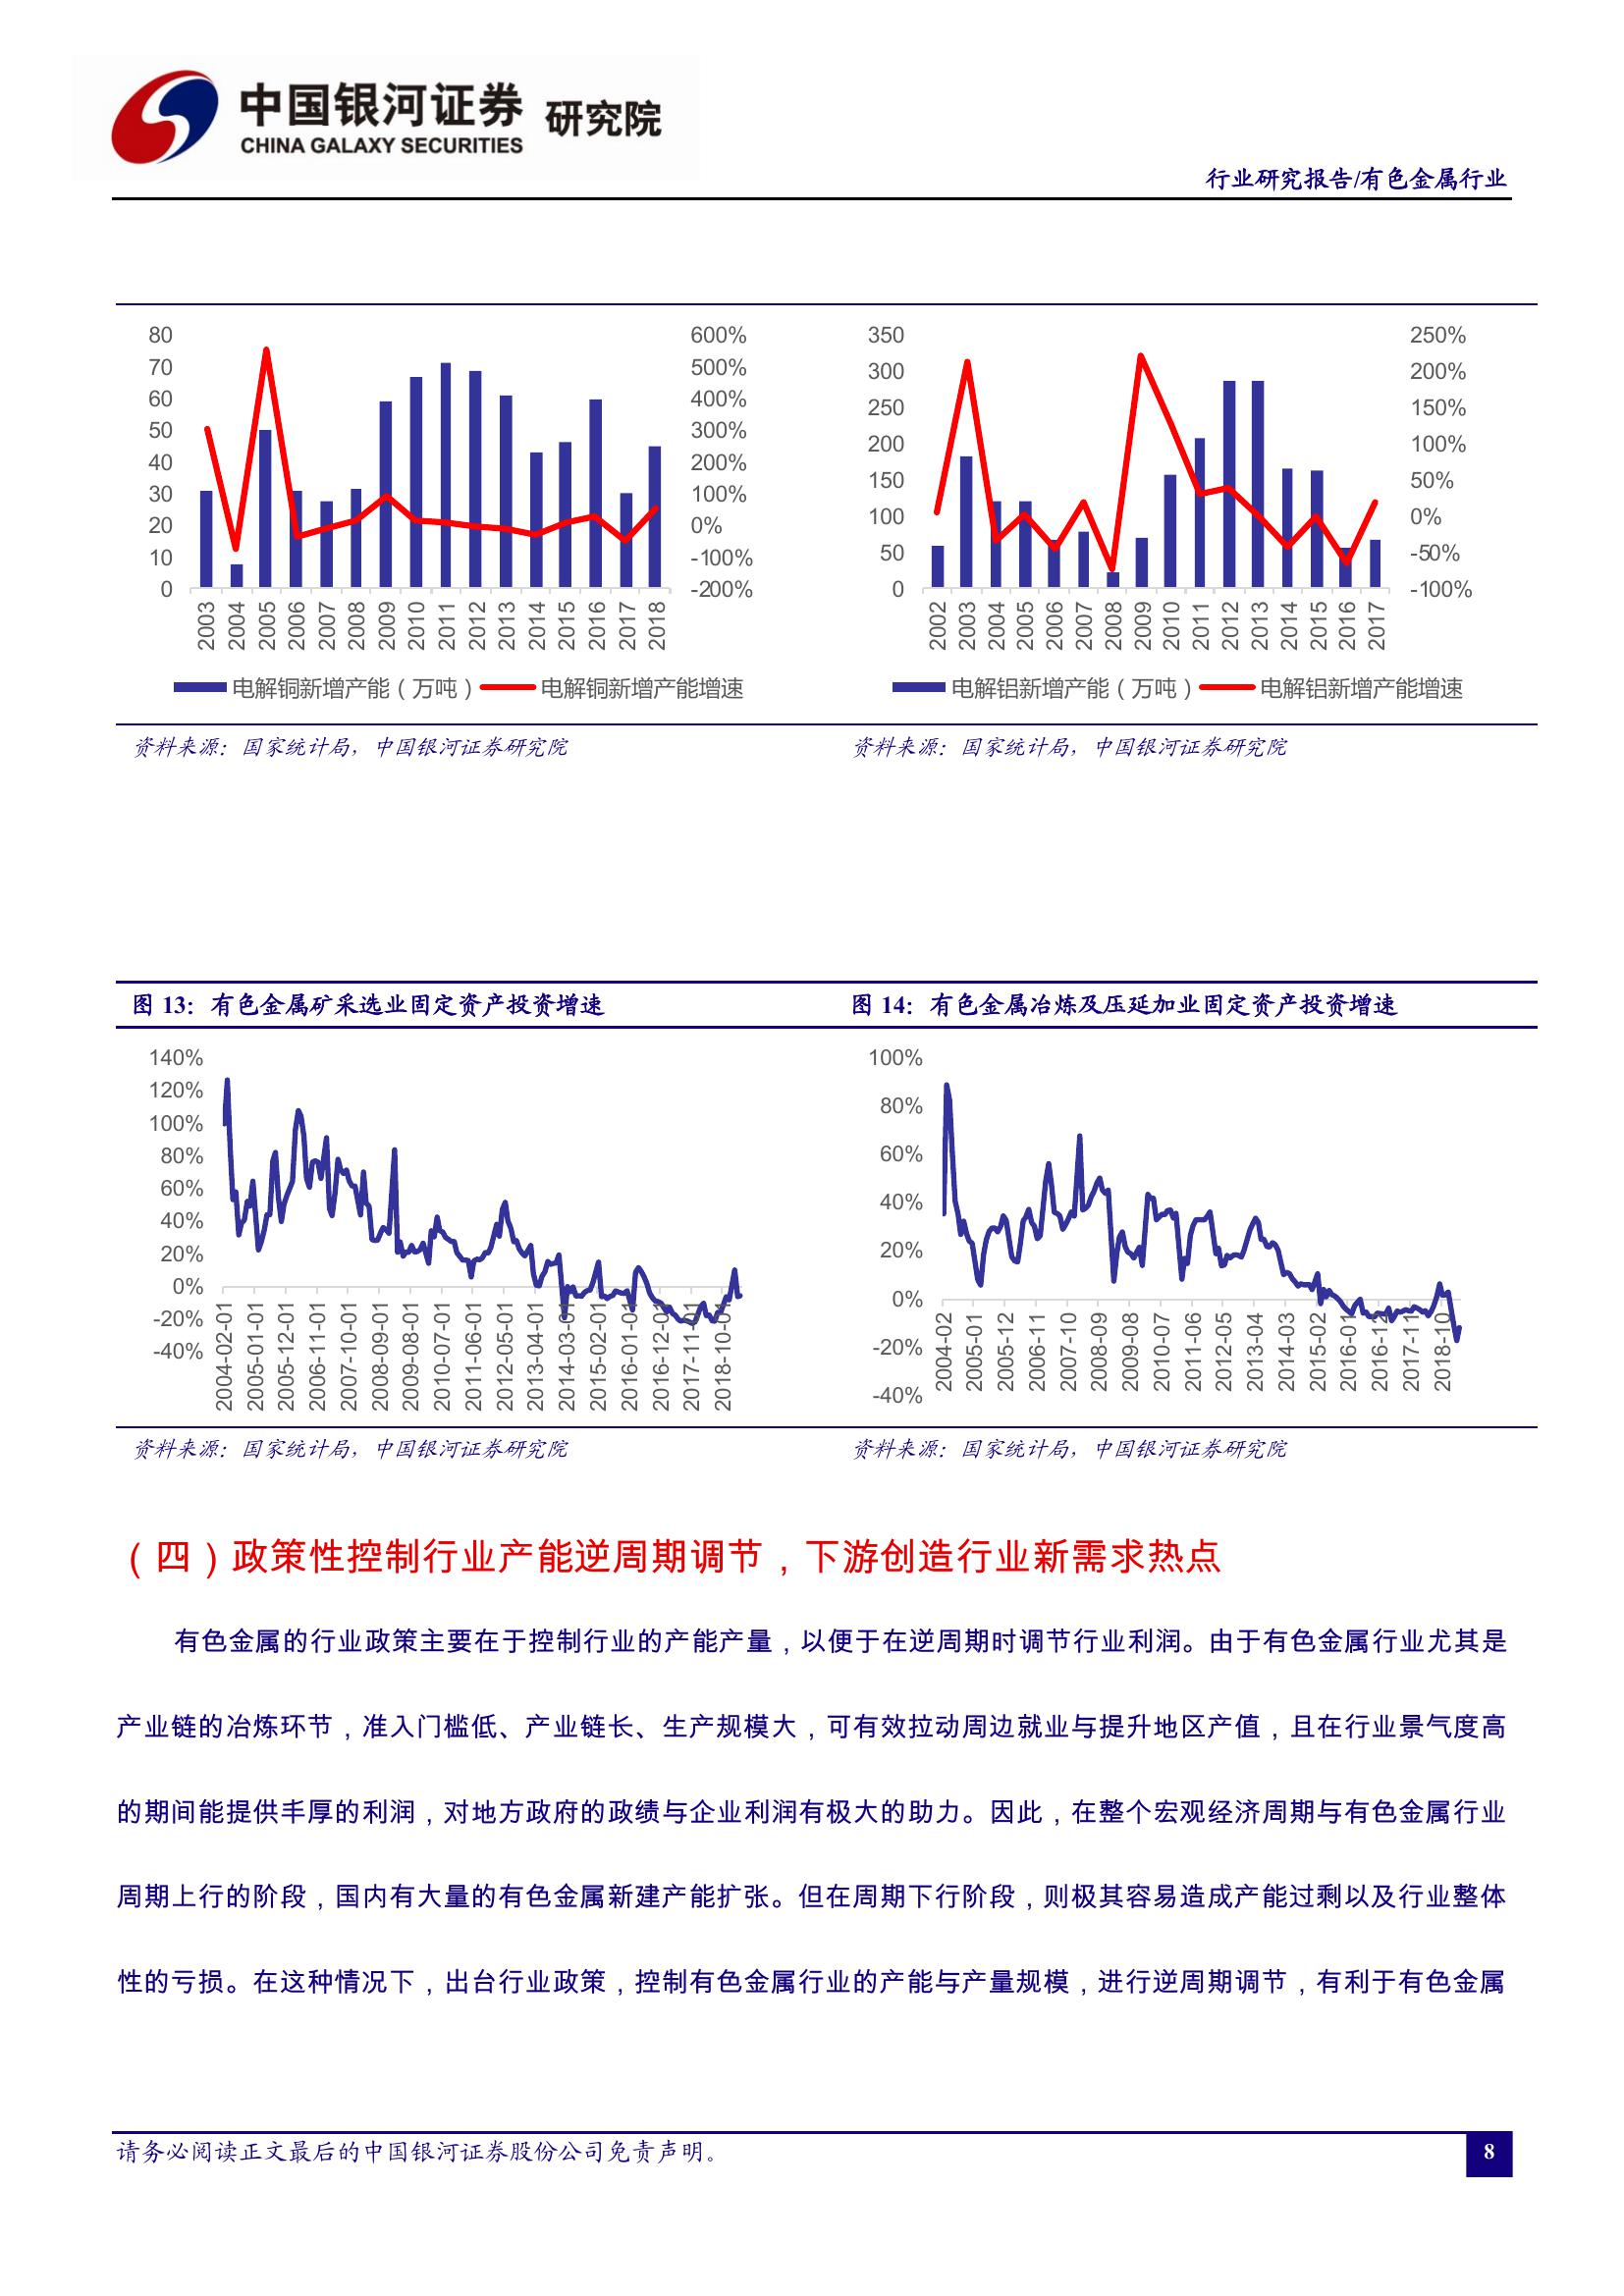 中国银河证券 研究院
CHINA GALAXY SECURITIES
行业研究报告/有色金属行业
80
70
60
50
40
30
20
10
0
600%
500%
400%
300%
200%
100%
0%
-100%
-200%
2003 2004 2005 2006 2007 2008 2009 2010 2011 2012 2013 2014 2015 2016 2017 2018
电解铜新增产能（万吨） 电解铜新增产能增速
350
300
250
200
150
100
50
0
250%
200%
150%
100%
50%
0%
-50%
-100%
2002 2003 2004 2005 2006 2007 2008 2009 2010 2011 2012 2013 2014 2015 2016 2017
电解铝新增产能（万吨） 电解铝新增产能增速
资料来源：国家统计局，中国银河证券研究院
资料来源：国家统计局，中国银河证券研究院
图 13：有色金属矿采选业固定资产投资增速
图 14：有色金属冶炼及压延加业固定资产投资增速
140%
120%
100%
80%
60%
40%
20%
0%
-20%
-40%
2004-02-01 2005-01-01 2005-12-01 2006-11-01 2007-10-01 2008-09-01 2009-08-01 2010-07-01 2011-06-01 2012-05-01 2013-04-01 2014-03-01 2015-02-01 2016-01-01 2016-12-01 2017-11-01 2018-10-01
100%
80%
60%
40%
20%
0%
-20%
-40%
2004-02 2005-01 2005-12 2006-11 2007-10 2008-09 2009-08 2010-07 2011-06 2012-05 2013-04 2014-03 2015-02 2016-01 2016-12 2017-11 2018-10
资料来源：国家统计局，中国银河证券研究院
资料来源：国家统计局，中国银河证券研究院
（四）政策性控制行业产能逆周期调节，下游创造行业新需求热点
有色金属的行业政策主要在于控制行业的产能产量，以便于在逆周期时调节行业利润。由于有色金属行业尤其是
产业链的冶炼环节，准入门槛低、产业链长、生产规模大，可有效拉动周边就业与提升地区产值，且在行业景气度高
的期间能提供丰厚的利润，对地方政府的政绩与企业利润有极大的助力。因此，在整个宏观经济周期与有色金属行业
周期上行的阶段，国内有大量的有色金属新建产能扩张。但在周期下行阶段，则极其容易造成产能过剩以及行业整体
性的亏损。在这种情况下，出台行业政策，控制有色金属行业的产能与产量规模，进行逆周期调节，有利于有色金属
请务必阅读正文最后的中国银河证券股份公司免责声明。
8